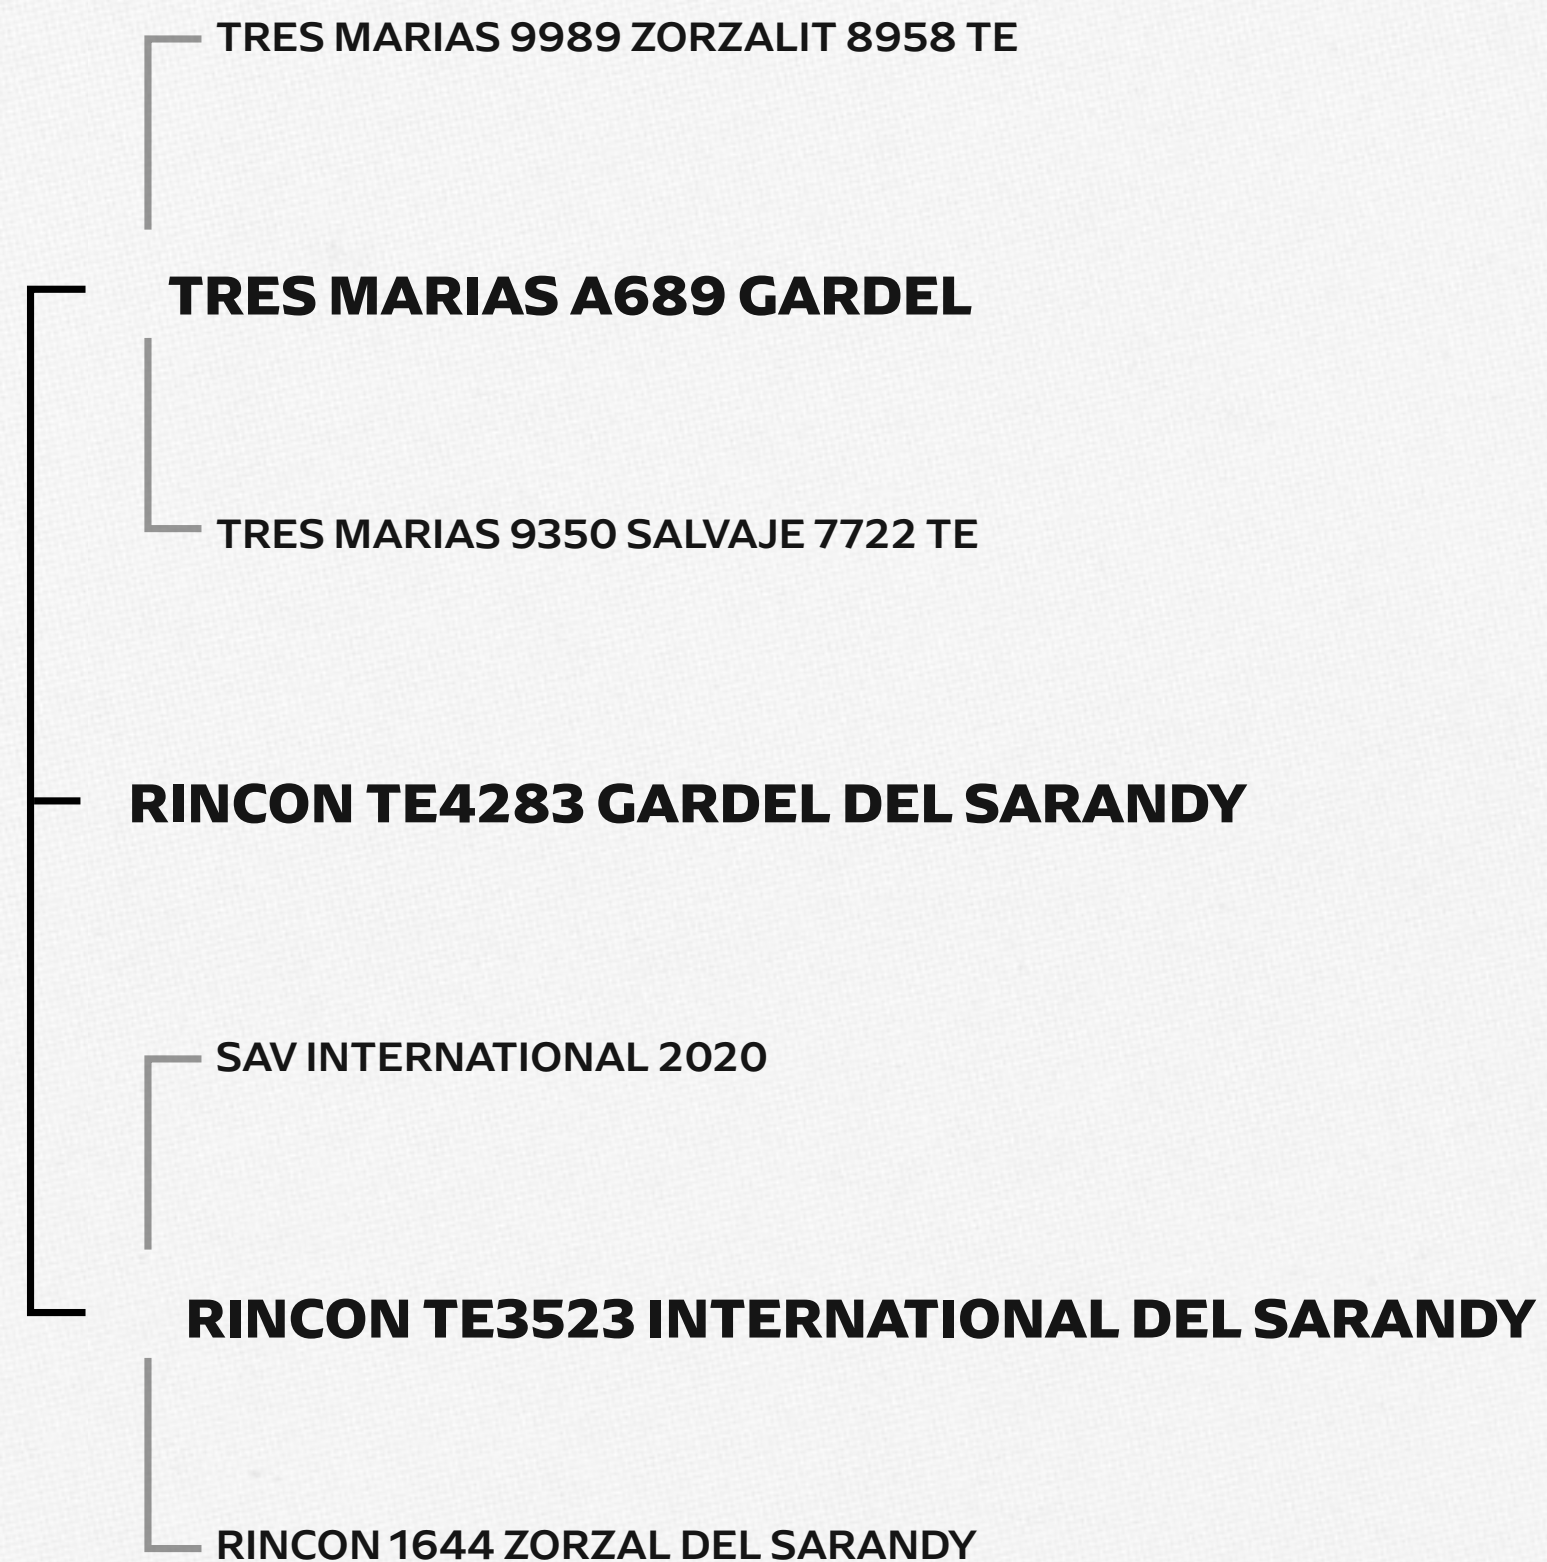 TRES MARIAS 9989 ZORZALIT 8958 TE
TRES MARIAS A689 GARDEL
TRES MARIAS 9350 SALVAJE 7722 TE
RINCON TE4283 GARDEL DEL SARANDY
SAV INTERNATIONAL 2020
RINCON TE3523 INTERNATIONAL DEL SARANDY
RINCON 1644 ZORZAL DEL SARANDY